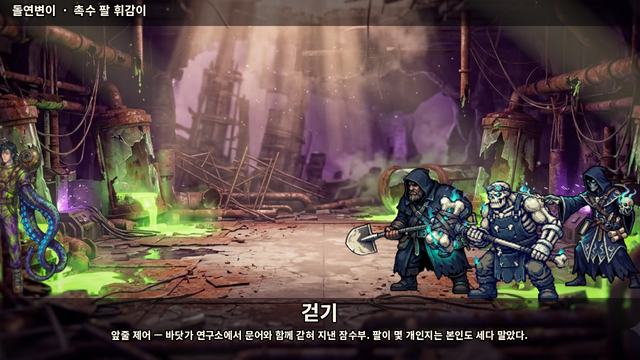 돌연변이 · 촉수 팔 휘감이
걷기
앞줄 제어 — 바닷가 연구소에서 문어와 함께 갇혀 지낸 잠수부. 팔이 몇 개인지는 본인도 세다 말았다.